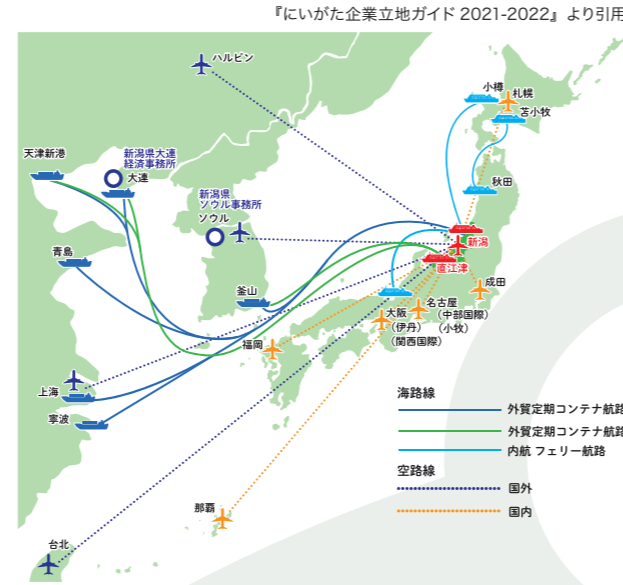 『にいがた企業立地ガイド 2021-2022』より引用
ハルビン
小樽
札幌
苫小牧
天津新港
新潟県大連
経済事務所
大連
新潟県
ソウル事務所
ソウル
秋田
新潟
直江津
青島
釜山
成田
大阪
(伊丹)
(関西国際)
名古屋
(中部国際)
(小牧)
福岡
上海
寧波
海路線
外貿定期コンテナ航路
外貿定期コンテナ航路
内航 フェリー航路
空路線
国外
国内
那覇
台北